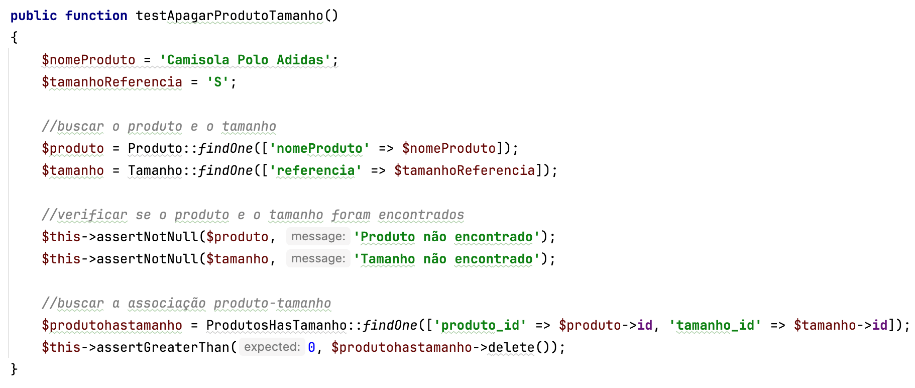 public function testApagarProdutoTamanho()
{
$nomeProduto = 'Camisola Polo Adidas';
$tamanhoReferencia = 'S';
//buscar o produto e o tamanho
$produto = Produto::findOne(['nomeProduto' => $nomeProduto]);
$tamanho = Tamanho::findOne(['referencia' => $tamanhoReferencia]);
//verificar se o produto e o tamanho foram encontrados
$this->assertNotNull($produto, message: 'Produto não encontrado');
$this->assertNotNull($tamanho, message: 'Tamanho não encontrado');
//buscar a associação produto-tamanho
$produtohastamanho = ProdutosHasTamanho::findOne(['produto_id' => $produto->id, 'tamanho_id' => $tamanho->id]);
$this->assertGreaterThan( expected: 0, $produtohastamanho->delete());
}